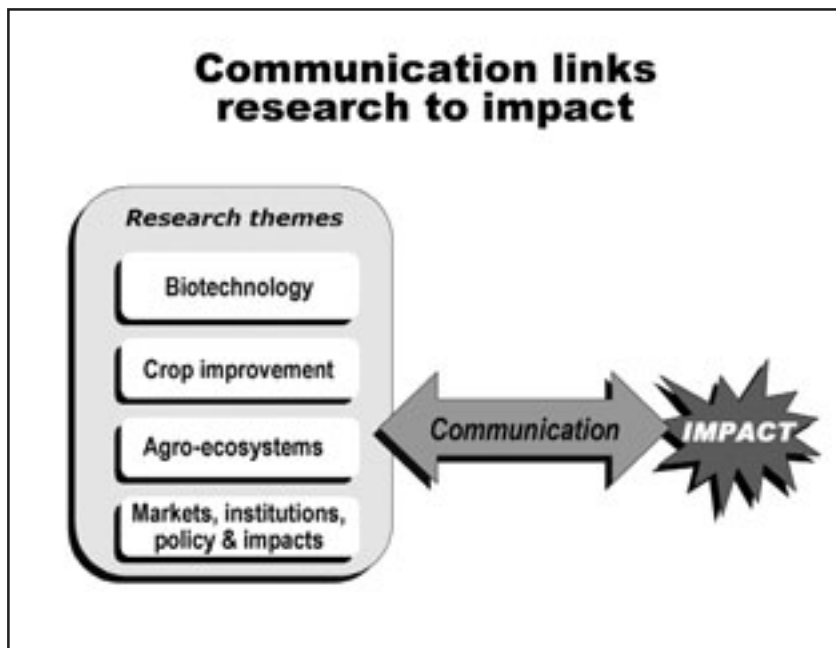 Communication links
research to impact
Research themes
Biotechnology
Crop improvement
Agro-ecosystems
Markets, institutions,
policy & impacts
Communication
IMPACT